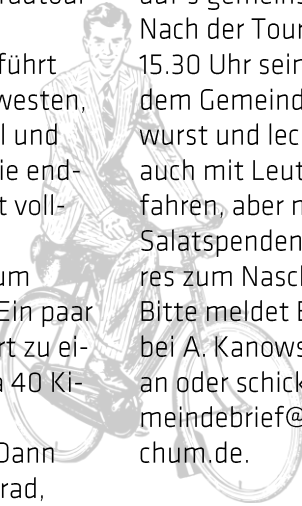 führt
westen,
l und
ie end-
t voll-
um
Ein paar
rt zu ei-
a 40 Ki-
Dann
rad,
Nach der Tour
15.30 Uhr sein
dem Gemeind
wurst und lec
auch mit Leut
fahren, aber n
Salatspenden
res zum Nasch
Bitte meldet E
bei A. Kanows
an oder schick
meindebrief@
chum.de.